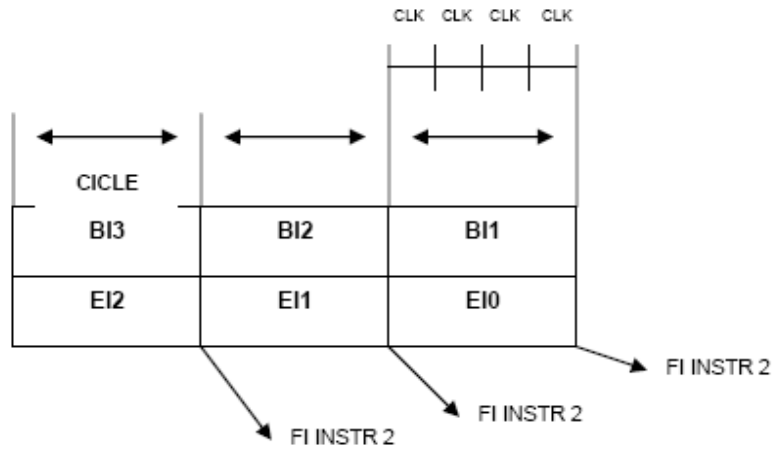 CLK CLK CLK CLK
CICLE
BI3 BI2 BI1
EI2 EI1 EI0
FI INSTR 2
FI INSTR 2
FI INSTR 2